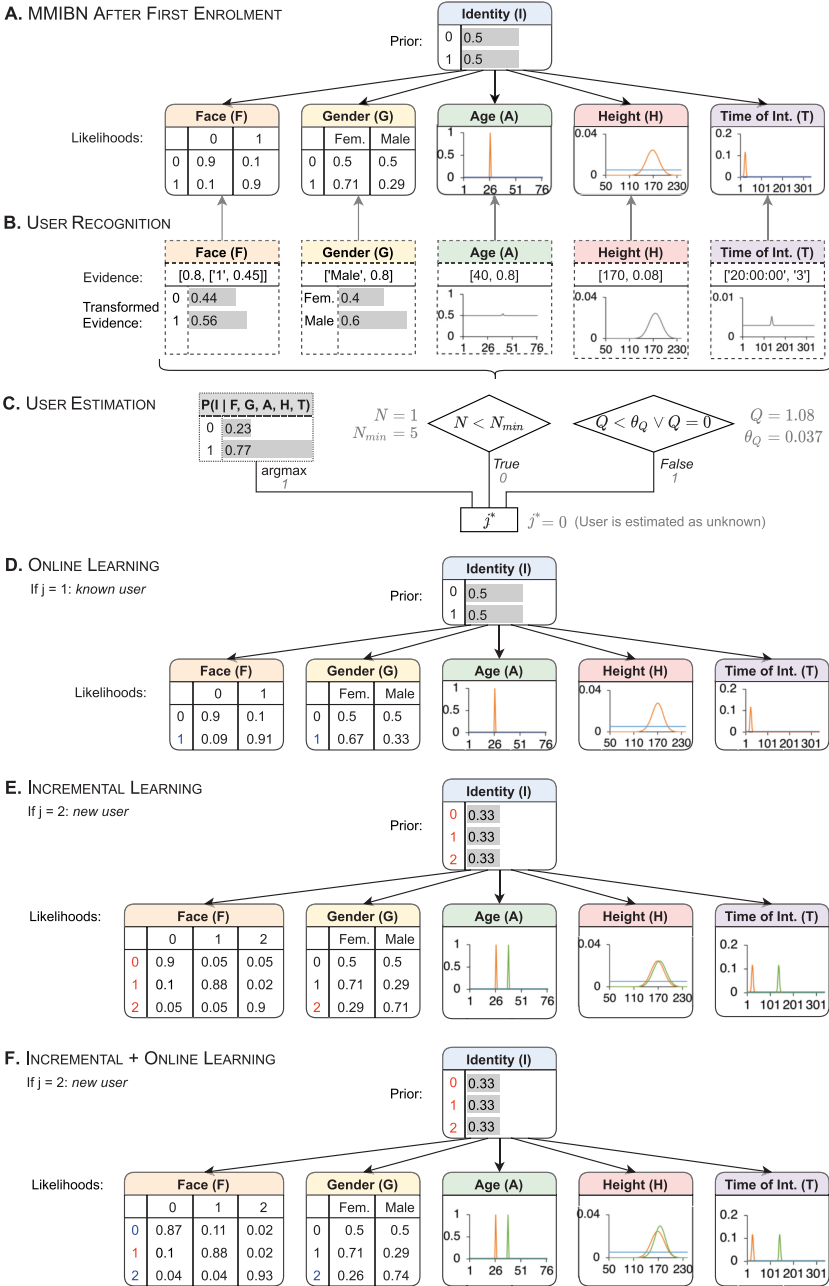 A. MMIBN AFTER FIRST ENROLMENT
Identity (I)
Prior:
0 0.5
1 0.5
Likelihoods:
Face (F)
0 1
0 0.9 0.1
1 0.1 0.9
Gender (G)
Fem. Male
0 0.5 0.5
1 0.71 0.29
Age (A)
1
0.5
0
1 26 51 76
Height (H)
0.04
0
50 110 170 230
Time of Int. (T)
0.2
0.1
0
1 101 201 301
B. USER RECOGNITION
Evidence:
Transformed
Evidence:
Face (F)
[0.8, ['1', 0.45]]
0 0.44
1 0.56
Gender (G)
['Male', 0.8]
Fem. 0.4
Male 0.6
Age (A)
[40, 0.8]
1
0.5
0
1 26 51 76
Height (H)
[170, 0.08]
0.04
0
50 110 170 230
Time of Int. (T)
['20:00:00', '3']
0.01
0
1 101 201 301
C. USER ESTIMATION
P(I | F, G, A, H, T)
0 0.23
1 0.77
argmax
1
N = 1
N_min = 5
N < N_min
True
0
Q < θ_Q ∨ Q = 0
False
1
Q = 1.08
θ_Q = 0.037
j*
j* = 0 (User is estimated as unknown)
D. ONLINE LEARNING
If j = 1: known user
Identity (I)
Prior:
0 0.5
1 0.5
Likelihoods:
Face (F)
0 1
0 0.9 0.1
1 0.09 0.91
Gender (G)
Fem. Male
0 0.5 0.5
1 0.67 0.33
Age (A)
1
0.5
0
1 26 51 76
Height (H)
0.04
0
50 110 170 230
Time of Int. (T)
0.2
0.1
0
1 101 201 301
E. INCREMENTAL LEARNING
If j = 2: new user
Identity (I)
Prior:
0 0.33
1 0.33
2 0.33
Likelihoods:
Face (F)
0 1 2
0 0.9 0.05 0.05
1 0.1 0.88 0.02
2 0.05 0.05 0.9
Gender (G)
Fem. Male
0 0.5 0.5
1 0.71 0.29
2 0.29 0.71
Age (A)
1
0.5
0
1 26 51 76
Height (H)
0.04
0
50 110 170 230
Time of Int. (T)
0.2
0.1
0
1 101 201 301
F. INCREMENTAL + ONLINE LEARNING
If j = 2: new user
Identity (I)
Prior:
0 0.33
1 0.33
2 0.33
Likelihoods:
Face (F)
0 1 2
0 0.87 0.11 0.02
1 0.1 0.88 0.02
2 0.04 0.04 0.93
Gender (G)
Fem. Male
0 0.5 0.5
1 0.71 0.29
2 0.26 0.74
Age (A)
1
0.5
0
1 26 51 76
Height (H)
0.04
0
50 110 170 230
Time of Int. (T)
0.2
0.1
0
1 101 201 301